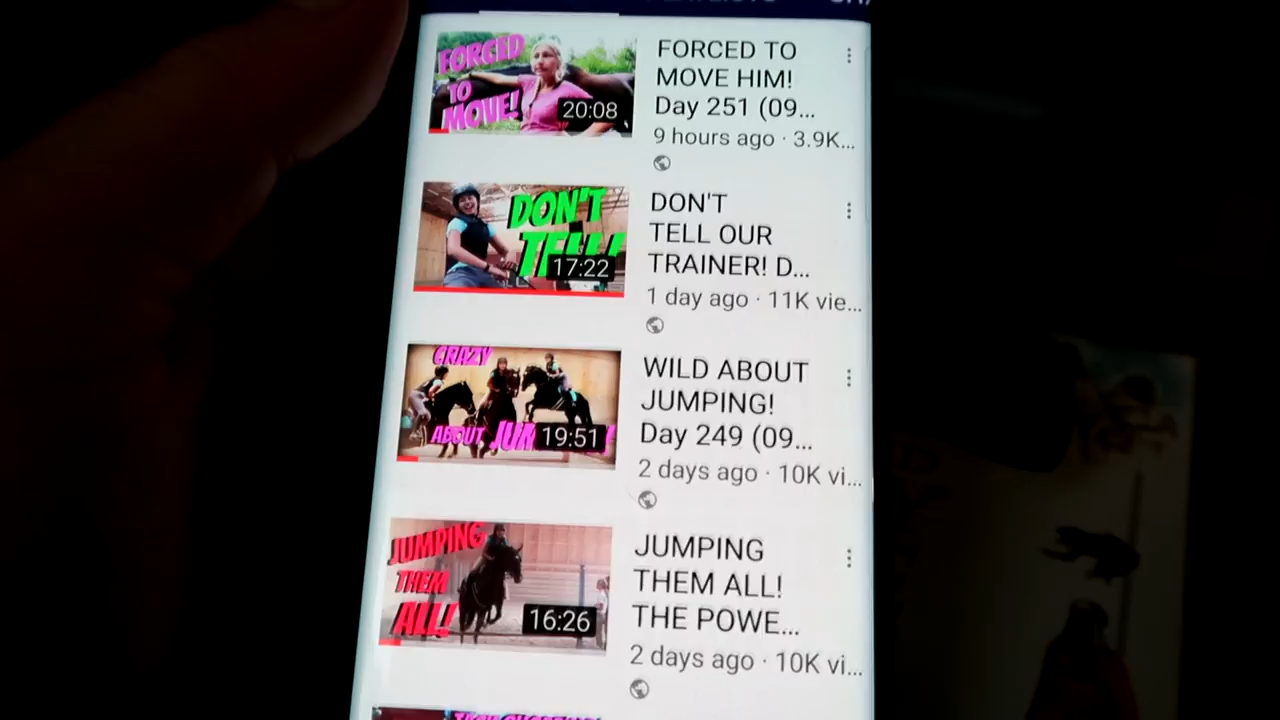 FORCED
TO
MOVE!
20:08
FORCED TO
MOVE HIM!
Day 251 (09...
9 hours ago · 3.9K...
DON'T
17:22
DON'T
TELL OUR
TRAINER! D...
1 day ago · 11K vie...
CRAZY
ABOUT
19:51
WILD ABOUT
JUMPING!
Day 249 (09...
2 days ago · 10K vi...
JUMPING
THEM
ALL!
16:26
JUMPING
THEM ALL!
THE POWE...
2 days ago · 10K vi...